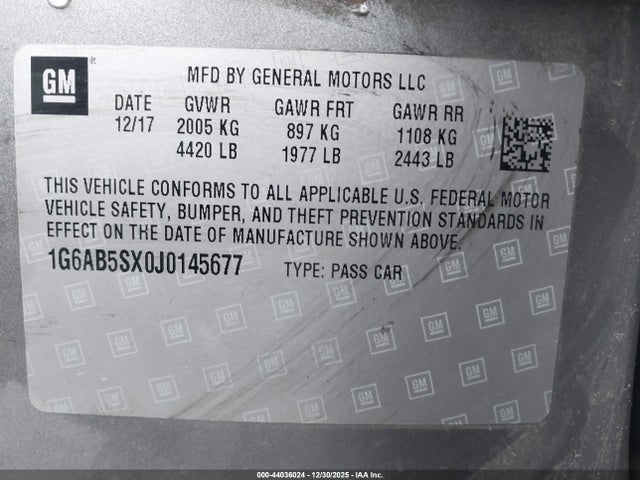 GM
MFD BY GENERAL MOTORS LLC
DATE GVWR GAWR FRT GAWR RR
12/17 2005 KG 897 KG 1108 KG
4420 LB 1977 LB 2443 LB
THIS VEHICLE CONFORMS TO ALL APPLICABLE U.S. FEDERAL MOTOR
VEHICLE SAFETY, BUMPER, AND THEFT PREVENTION STANDARDS IN
EFFECT ON THE DATE OF MANUFACTURE SHOWN ABOVE.
1G6AB5SX0J0145677 TYPE: PASS CAR
000-44036024 - 12/30/2025 - IAA Inc.